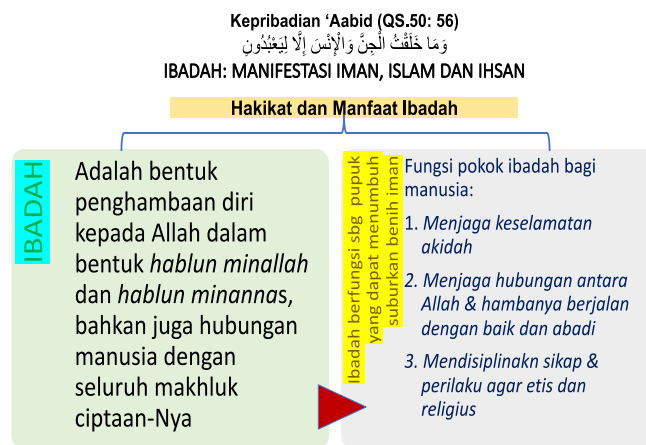 Kepribadian ‘Aabid (QS.50: 56)
وَمَا خَلَقْتُ الْجِنَّ وَالْإِنْسَ إِلَّا لِيَعْبُدُونِ
IBADAH: MANIFESTASI IMAN, ISLAM DAN IHSAN
Hakikat dan Manfaat Ibadah
IBADAH
Adalah bentuk
penghambaan diri
kepada Allah dalam
bentuk hablun minallah
dan hablun minannas,
bahkan juga hubungan
manusia dengan
seluruh makhluk
ciptaan-Nya
Ibadah berfungsi sbg pupuk
yang dapat menumbuh
suburkan benih iman
Fungsi pokok ibadah bagi
manusia:
1. Menjaga keselamatan
akidah
2. Menjaga hubungan antara
Allah & hambanya berjalan
dengan baik dan abadi
3. Mendisiplinakn sikap &
perilaku agar etis dan
religius